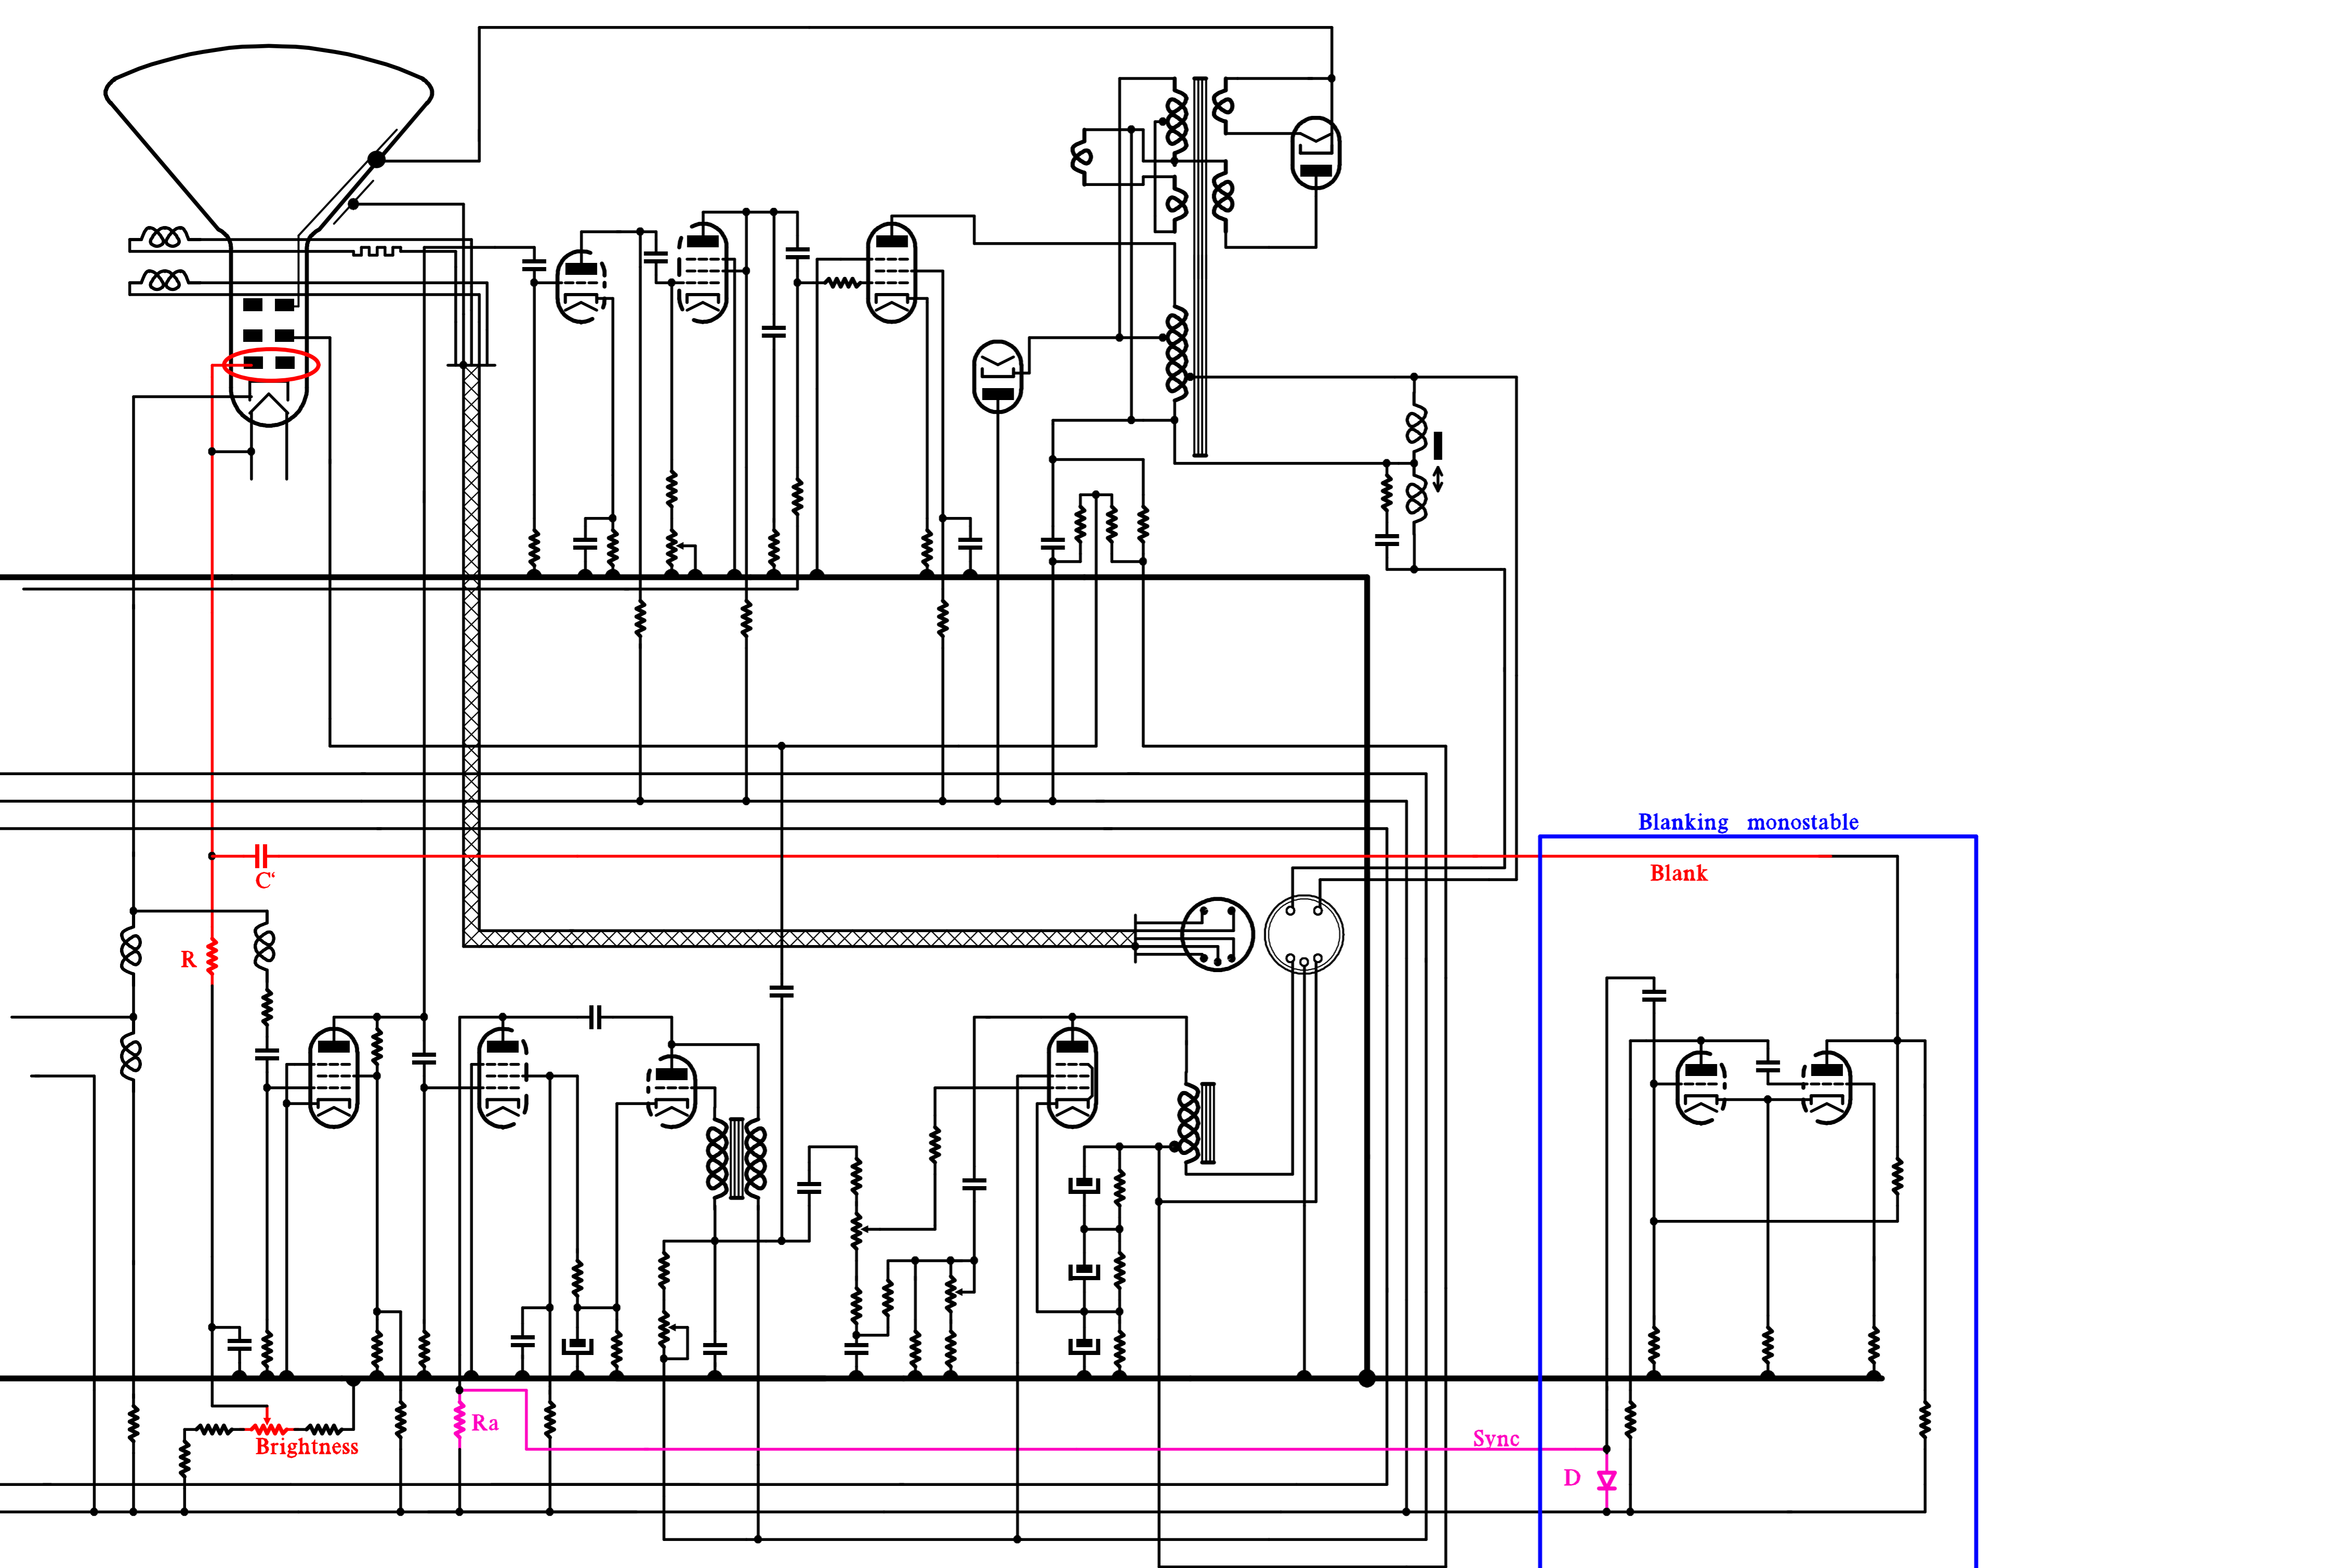 Blanking monostable
Blank
C'
R
Ra
Brightness
Sync
D